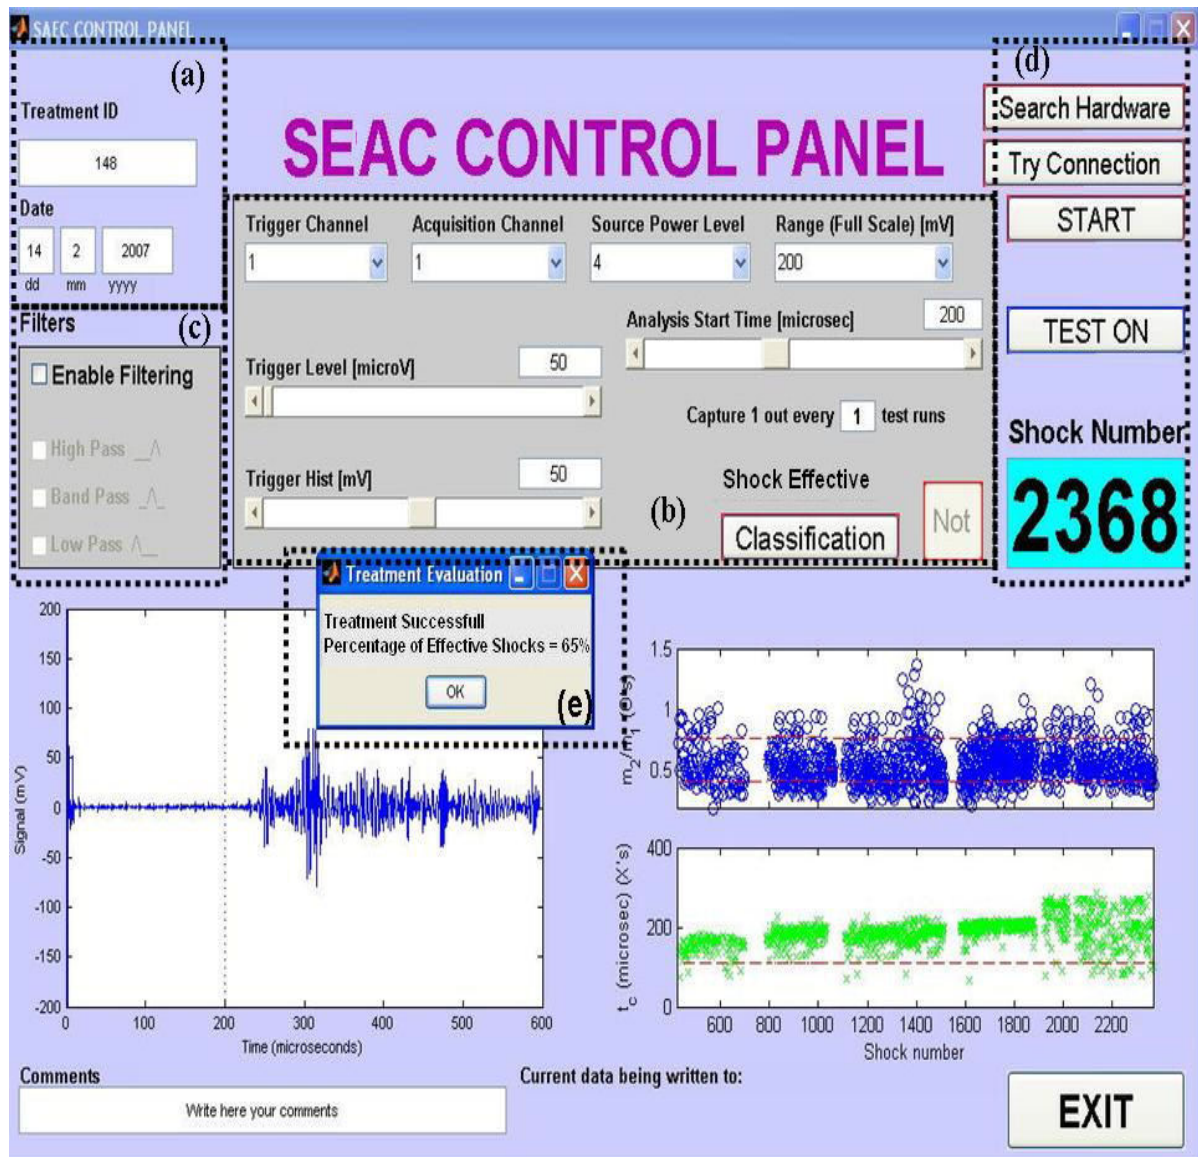 SAEC CONTROL PANEL
(a)
Treatment ID
148
Date
14 2 2007
dd mm yyyy
SEAC CONTROL PANEL
(d)
Search Hardware
Try Connection
START
TEST ON
Shock Number
2368
Trigger Channel Acquisition Channel Source Power Level Range (Full Scale) [mV]
1 1 4 200
Analysis Start Time [microsec] 200
Trigger Level [microV] 50
Capture 1 out every 1 test runs
Trigger Hist [mV] 50
Shock Effective
(b)
Classification Not
Filters (c)
Enable Filtering
High Pass __/\
Band Pass _/\_
Low Pass /\__
Treatment Evaluation
Treatment Successfull
Percentage of Effective Shocks = 65%
OK
(e)
Signal (mV)
200
150
100
50
0
-50
-100
-150
-200
0 100 200 300 400 500 600
Time (microseconds)
m2/m1 (O's)
1.5
1
0.5
t_c (microsec) (X's)
400
200
0
600 800 1000 1200 1400 1600 1800 2000 2200
Shock number
Comments
Write here your comments
Current data being written to:
EXIT